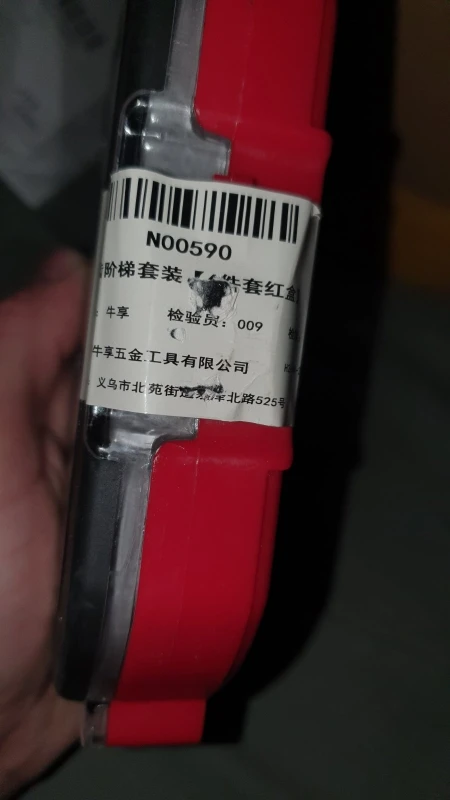 N00590
阶梯套装【 件套红盒
: 牛享 检验员: 009
牛享五金工具有限公司
义乌市北苑街道 北路525号